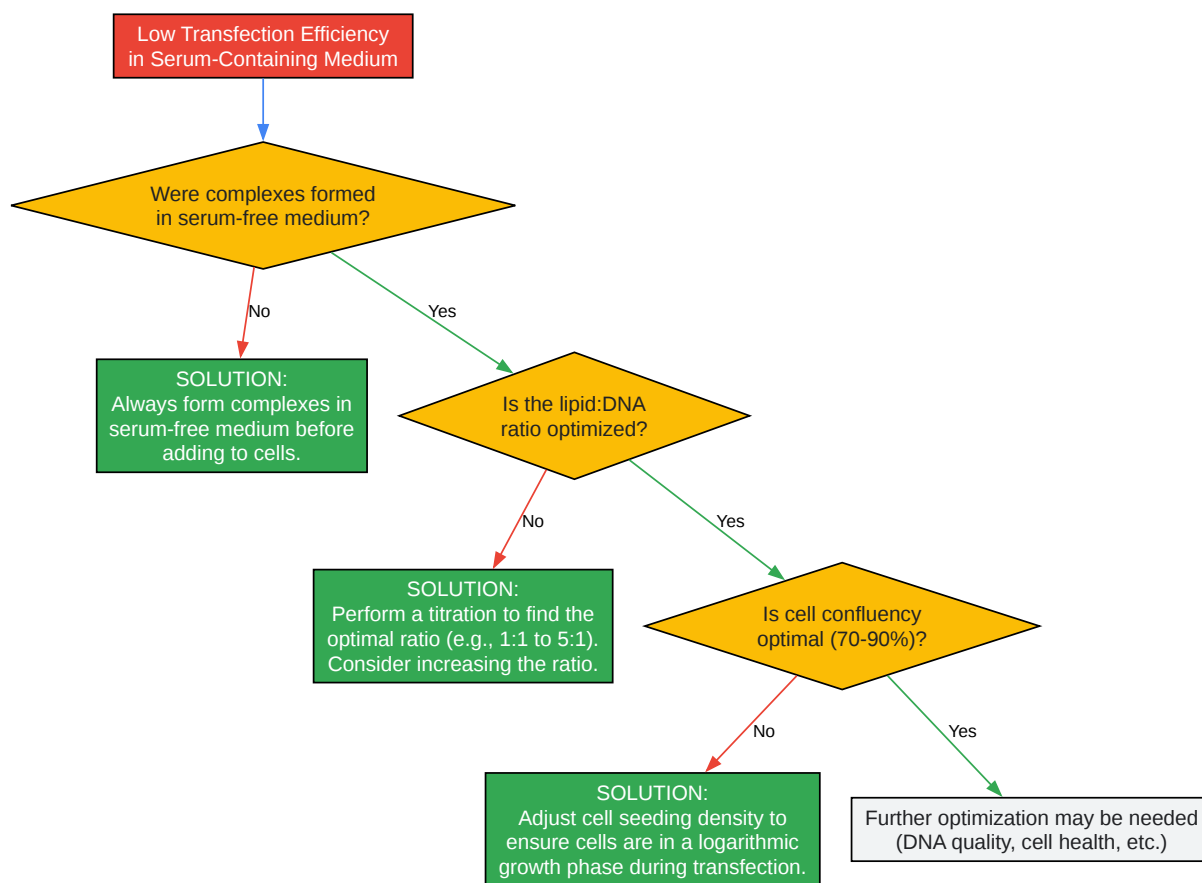 Low Transfection Efficiency
in Serum-Containing Medium
Were complexes formed
in serum-free medium?
No
Yes
SOLUTION:
Always form complexes in
serum-free medium before
adding to cells.
Is the lipid:DNA
ratio optimized?
No
Yes
SOLUTION:
Perform a titration to find the
optimal ratio (e.g., 1:1 to 5:1).
Consider increasing the ratio.
Is cell confluency
optimal (70-90%)?
No
Yes
SOLUTION:
Adjust cell seeding density to
ensure cells are in a logarithmic
growth phase during transfection.
Further optimization may be needed
(DNA quality, cell health, etc.)